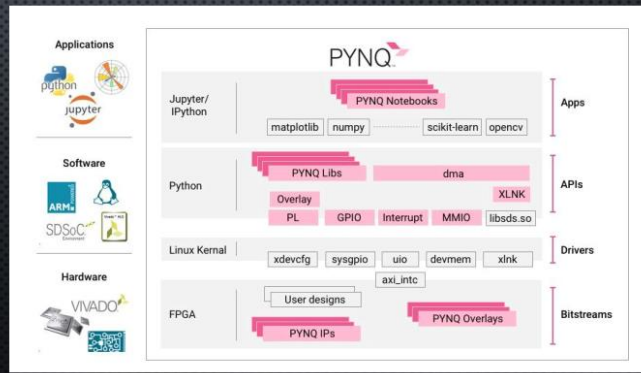 Applications
python
jupyter
Software
ARM
SDSoC
Environment
Hardware
VIVADO
PYNQ
Jupyter/
IPython
PYNQ Notebooks
matplotlib
numpy
scikit-learn
opencv
Apps
Python
PYNQ Libs
dma
Overlay
XLNK
PL
GPIO
Interrupt
MMIO
libsds.so
APIs
Linux Kernel
xdevcfg
sysgpio
uio
devmem
xlnk
axi_intc
Drivers
FPGA
User designs
PYNQ IPs
PYNQ Overlays
Bitstreams